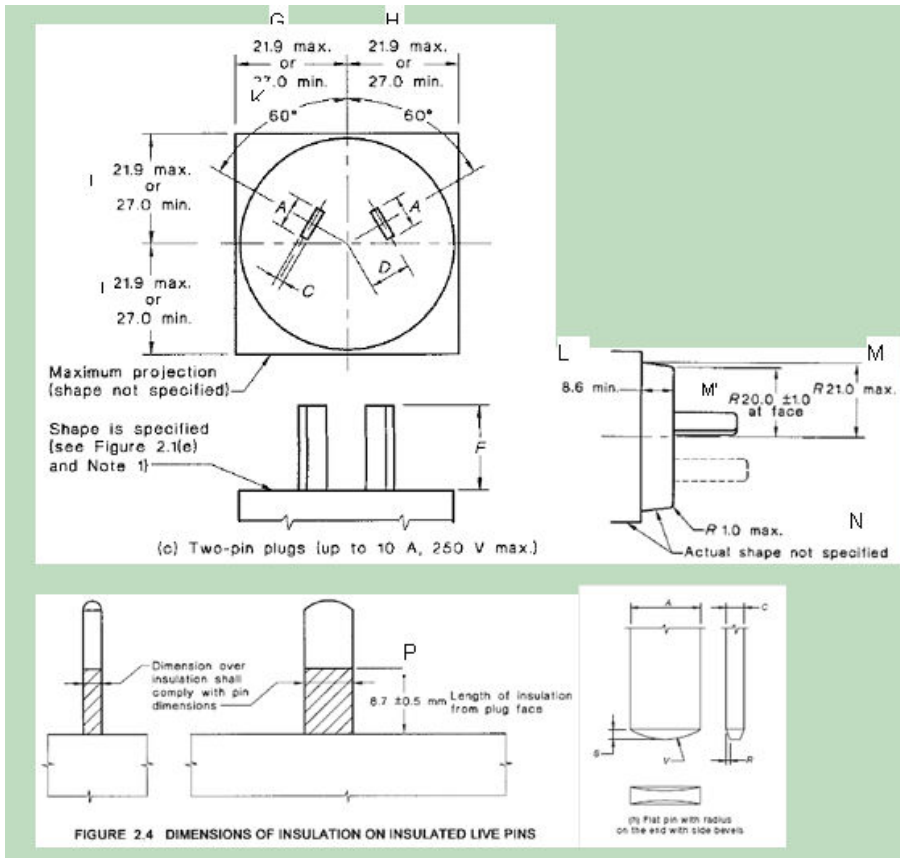 G H
21.9 max. 21.9 max.
or or
27.0 min. 27.0 min.
K
60° 60°
I 21.9 max.
or
27.0 min.
A A
D
C
I 21.9 max.
or
27.0 min.
Maximum projection
(shape not specified)
Shape is specified
(see Figure 2.1(e)
and Note 1)
F
(c) Two-pin plugs (up to 10 A, 250 V max.)
L M
8.6 min. M' R 20.0 ±1.0
at face
R 21.0 max.
R 1.0 max.
N
Actual shape not specified
Dimension over
insulation shall
comply with pin
dimensions
P
8.7 ±0.5 mm Length of insulation
from plug face
FIGURE 2.4 DIMENSIONS OF INSULATION ON INSULATED LIVE PINS
A C
V R
(h) Flat pin with radius
on the end with side bevels